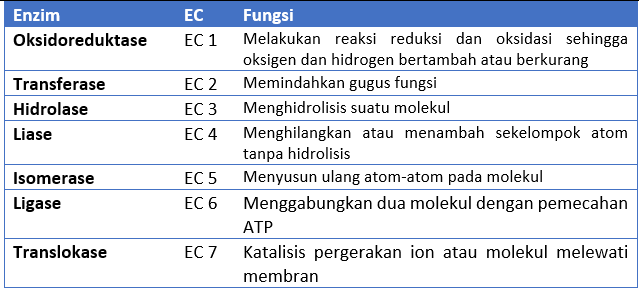 Enzim EC Fungsi
Oksidoreduktase EC 1 Melakukan reaksi reduksi dan oksidasi sehingga
oksigen dan hidrogen bertambah atau berkurang
Transferase EC 2 Memindahkan gugus fungsi
Hidrolase EC 3 Menghidrolisis suatu molekul
Liase EC 4 Menghilangkan atau menambah sekelompok atom
tanpa hidrolisis
Isomerase EC 5 Menyusun ulang atom-atom pada molekul
Ligase EC 6 Menggabungkan dua molekul dengan pemecahan
ATP
Translokase EC 7 Katalisis pergerakan ion atau molekul melewati
membran